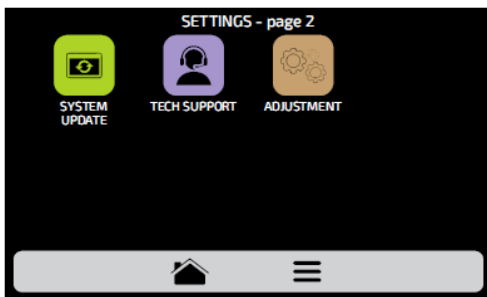 SETTINGS - page 2
SYSTEM
UPDATE
TECH SUPPORT
ADJUSTMENT